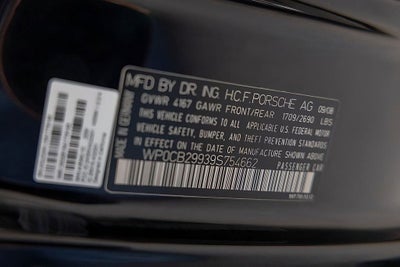 MFD BY DR ING. H.C.F. PORSCHE AG 09/08
GVWR 4167 GAWR FRONT/REAR 1709/2690 LBS
THIS VEHICLE CONFORMS TO ALL APPLICABLE U.S. FEDERAL MOTOR
VEHICLE SAFETY, BUMPER, AND THEFT PREVENTION STANDARDS IN
EFFECT ON THE DATE OF MANUFACTURE SHOWN ABOVE.
WP0CB29939S754662 PASSENGER CAR
MADE IN GERMANY